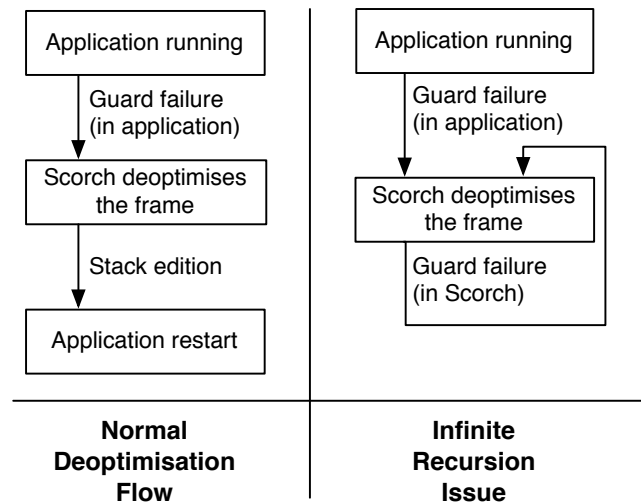 Application running
Guard failure
(in application)
Scorch deoptimises
the frame
Stack edition
Application restart
Normal
Deoptimisation
Flow
Application running
Guard failure
(in application)
Scorch deoptimises
the frame
Guard failure
(in Scorch)
Infinite
Recursion
Issue